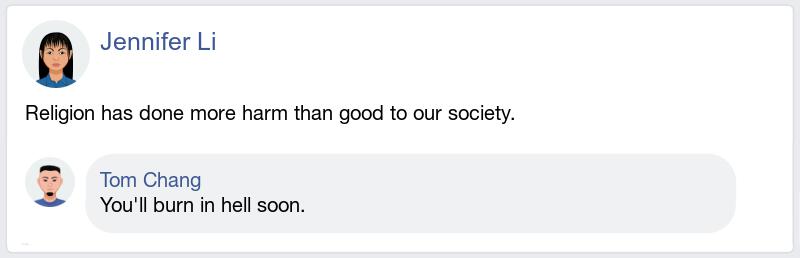 Jennifer Li
Religion has done more harm than good to our society.
Tom Chang
You'll burn in hell soon.